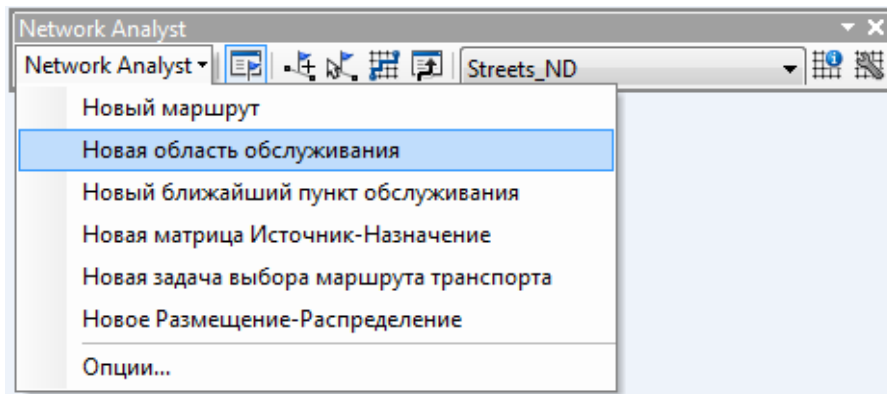 Network Analyst
Network Analyst Streets_ND
Новый маршрут
Новая область обслуживания
Новый ближайший пункт обслуживания
Новая матрица Источник-Назначение
Новая задача выбора маршрута транспорта
Новое Размещение-Распределение
Опции...